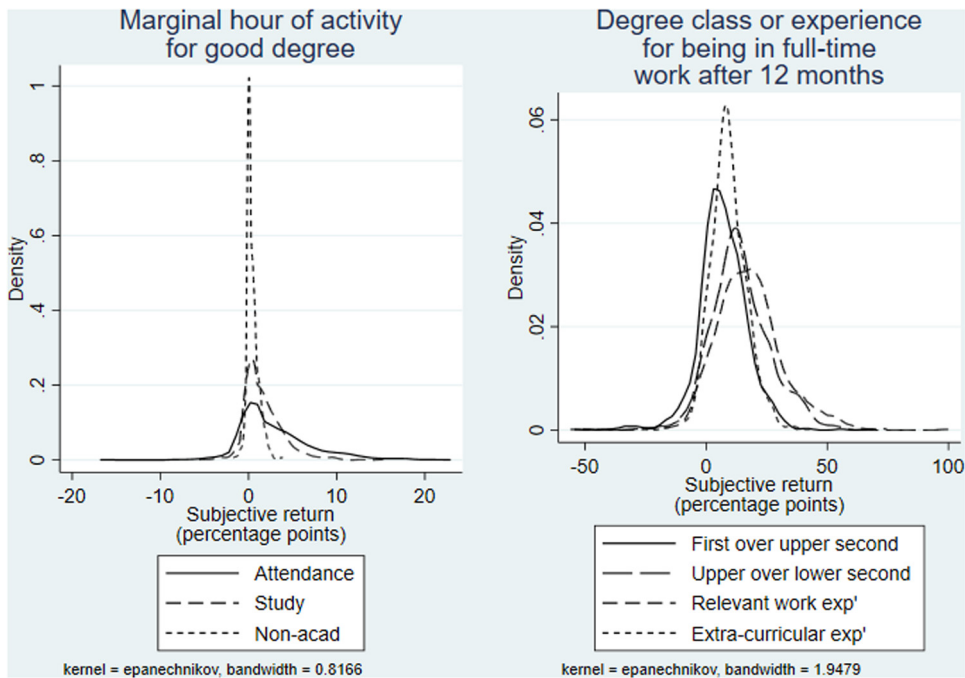 Marginal hour of activity
for good degree
1
.8
.6
.4
.2
0
Density
-20
-10
0
10
20
Subjective return
(percentage points)
Attendance
Study
Non-acad
kernel = epanechnikov, bandwidth = 0.8166
Degree class or experience
for being in full-time
work after 12 months
.06
.04
.02
0
Density
-50
0
50
100
Subjective return
(percentage points)
First over upper second
Upper over lower second
Relevant work exp'
Extra-curricular exp'
kernel = epanechnikov, bandwidth = 1.9479